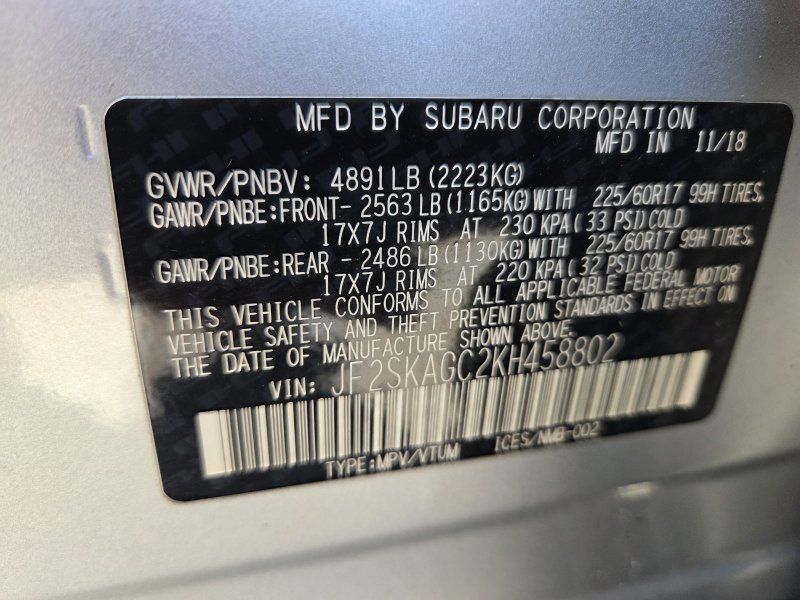 MFD BY SUBARU CORPORATION
MFD IN 11/18
GVWR/PNBV: 4891LB (2223KG)
GAWR/PNBE:FRONT- 2563 LB (1165KG) WITH 225/60R17 99H TIRES,
17X7J RIMS AT 230 KPA ( 33 PSI) COLD
GAWR/PNBE:REAR -2486 LB (1130KG) WITH 225/60R17 99H TIRES,
17X7J RIMS AT 220 KPA ( 32 PSI) COLD
THIS VEHICLE CONFORMS TO ALL APPLICABLE FEDERAL MOTOR
VEHICLE SAFETY AND THEFT PREVENTION STANDARDS IN EFFECT ON
THE DATE OF MANUFACTURE SHOWN ABOVE.
VIN: JF2SKAGC2KH458802
TYPE:MPV/VTUM ICES/NMB-002